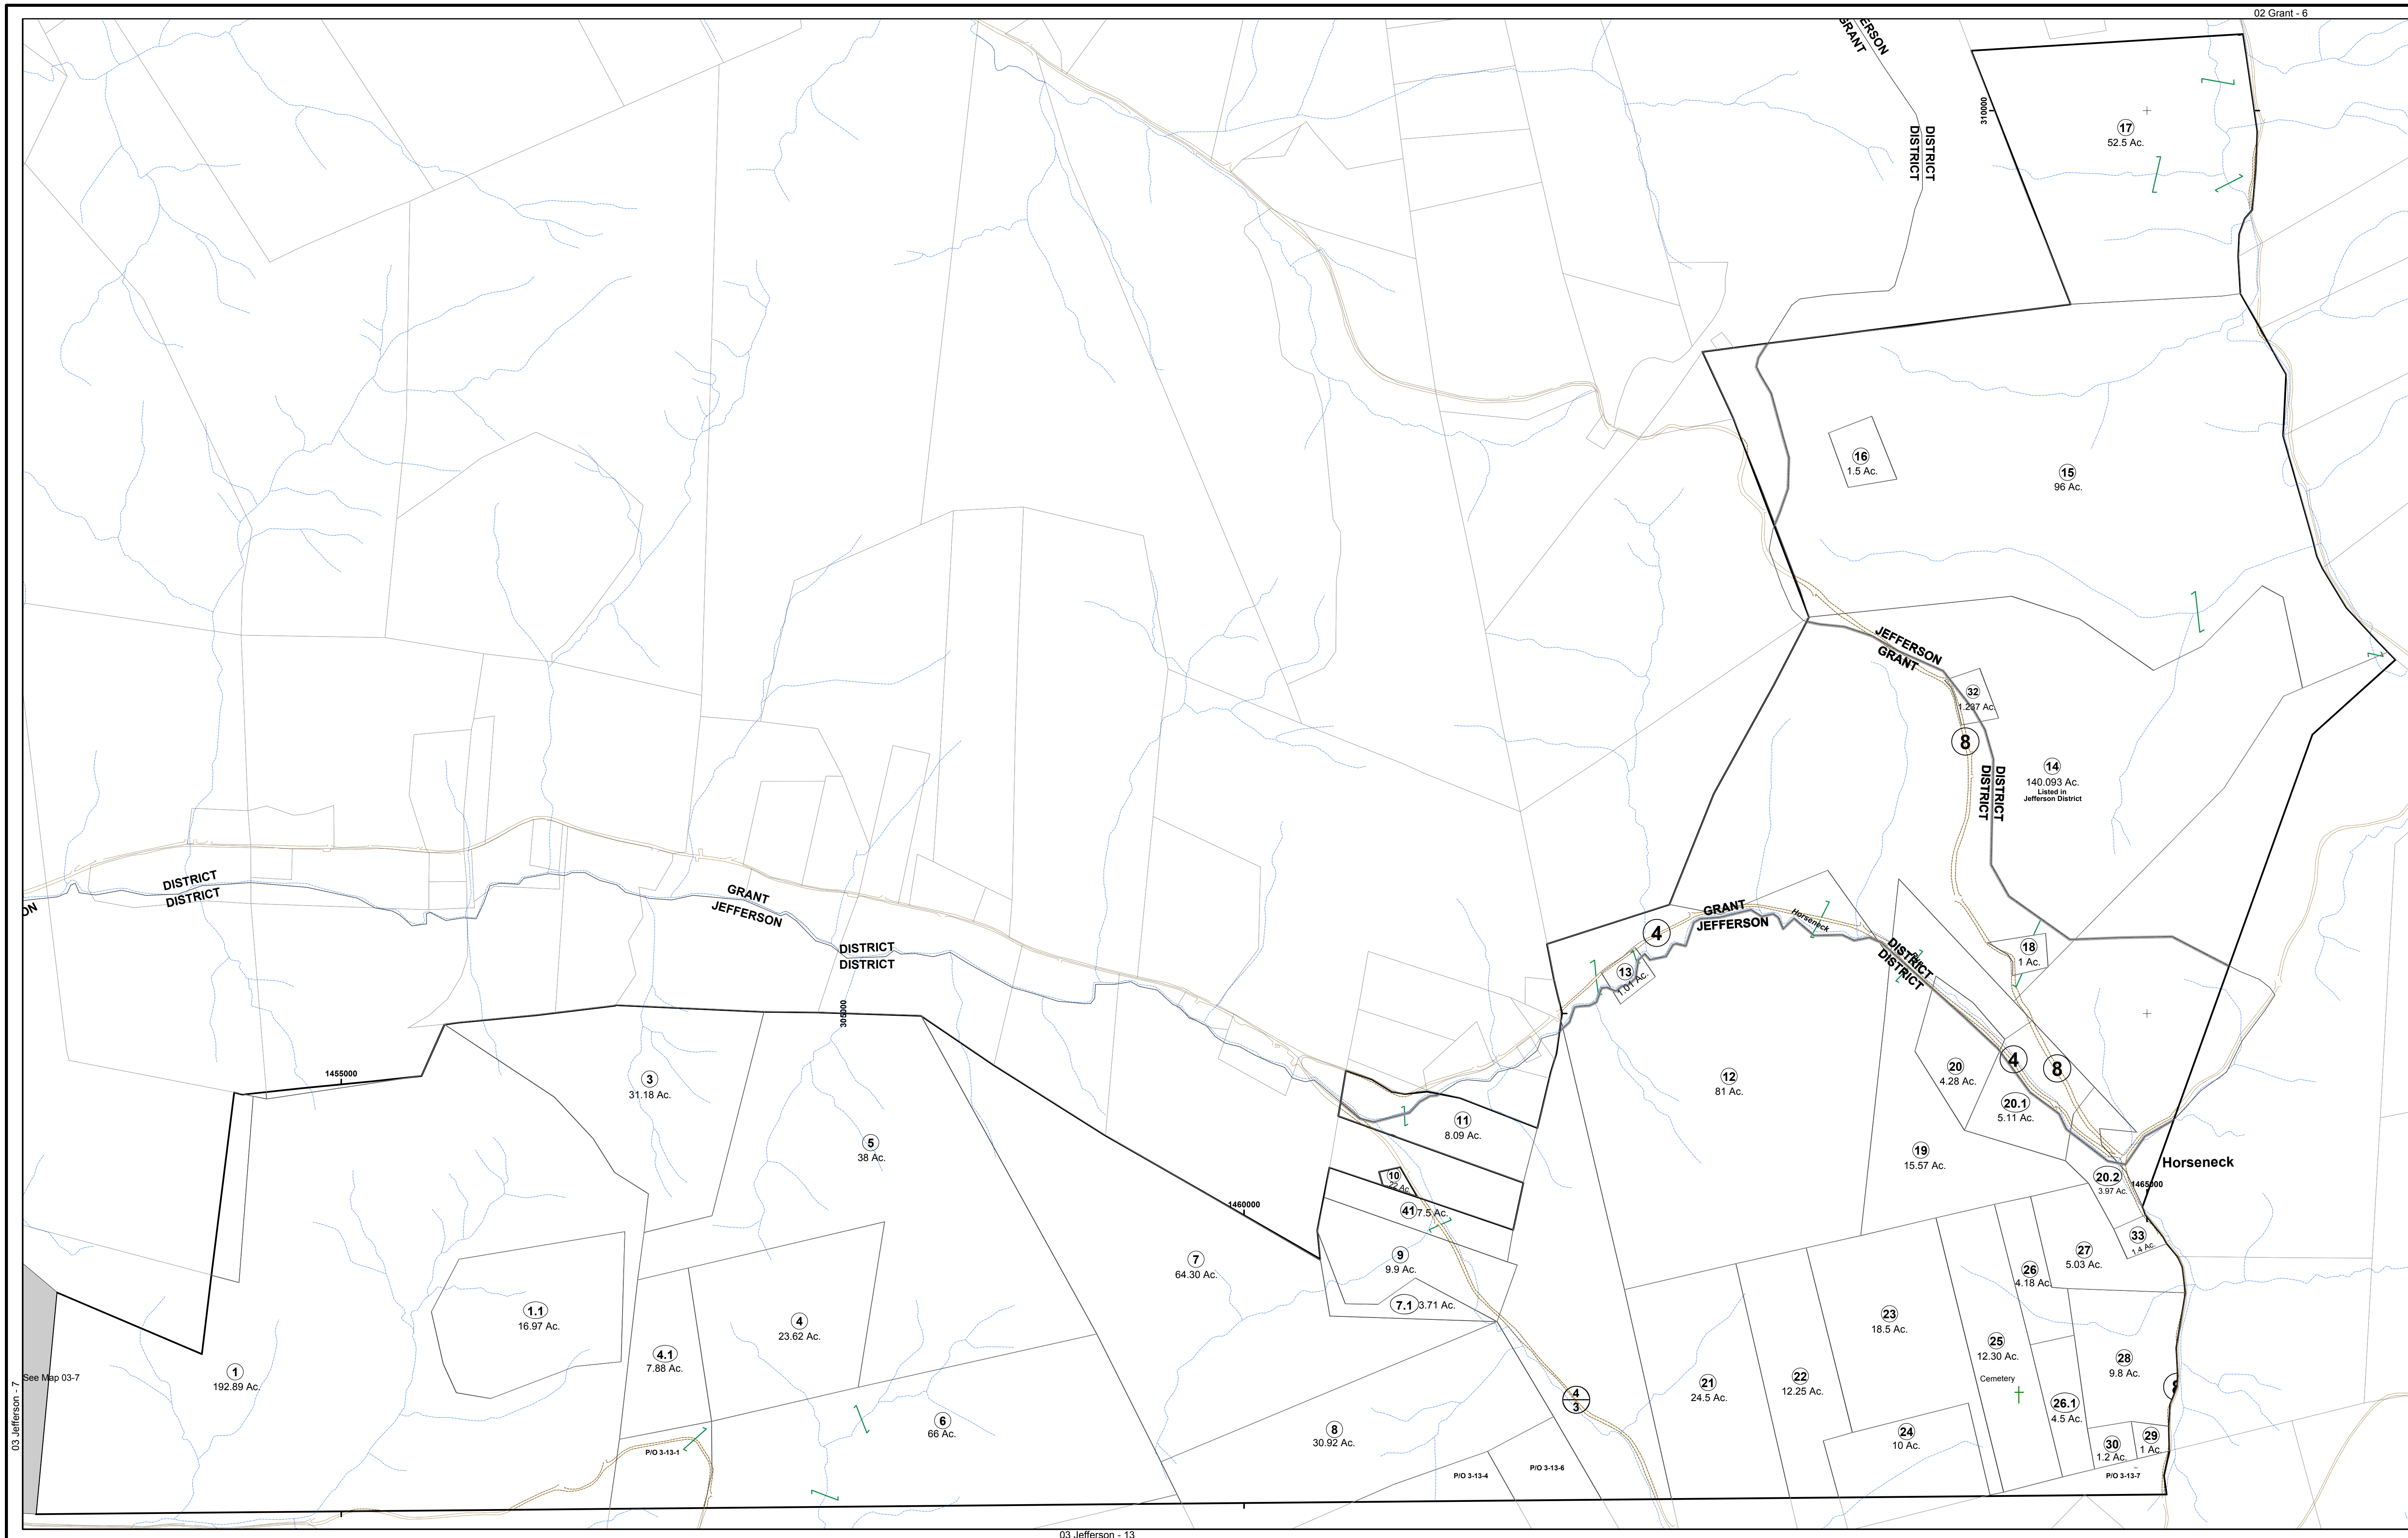 02 Grant - 6
ERSON
GRANT
310000
17
52.5 Ac.
DISTRICT
DISTRICT
16
1.5 Ac.
15
96 Ac.
JEFFERSON
GRANT
32
1.287 Ac.
8
14
140.093 Ac.
Listed in
Jefferson District
DISTRICT
DISTRICT
DISTRICT
DISTRICT
ON
GRANT
JEFFERSON
DISTRICT
DISTRICT
305000
GRANT
JEFFERSON
Horseneck
4
13
1.01 Ac.
DISTRICT
DISTRICT
18
1 Ac.
1455000
3
31.18 Ac.
5
38 Ac.
12
81 Ac.
20
4.28 Ac.
4
8
20.1
5.11 Ac.
11
8.09 Ac.
19
15.57 Ac.
Horseneck
20.2
3.97 Ac.
1465000
10
.22 Ac.
41 7.5 Ac.
1460000
33
1.4 Ac.
27
5.03 Ac.
7
64.30 Ac.
9
9.9 Ac.
26
4.18 Ac.
7.1 3.71 Ac.
1.1
16.97 Ac.
4
23.62 Ac.
23
18.5 Ac.
25
12.30 Ac.
4.1
7.88 Ac.
28
9.8 Ac.
See Map 03-7
1
192.89 Ac.
Cemetery
21
24.5 Ac.
22
12.25 Ac.
4
3
8
26.1
4.5 Ac.
6
66 Ac.
8
30.92 Ac.
24
10 Ac.
30
1.2 Ac.
29
1 Ac.
P/O 3-13-1
P/O 3-13-4
P/O 3-13-6
P/O 3-13-7
03 Jefferson - 7
03 Jefferson - 13